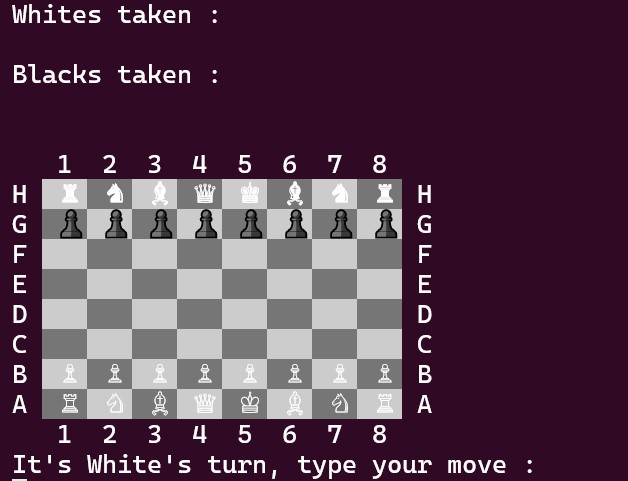 Whites taken :
Blacks taken :
1 2 3 4 5 6 7 8
H ♜ ♞ ♝ ♛ ♚ ♝ ♞ ♜ H
G ♟ ♟ ♟ ♟ ♟ ♟ ♟ ♟ G
F F
E E
D D
C C
B ♙ ♙ ♙ ♙ ♙ ♙ ♙ ♙ B
A ♖ ♘ ♗ ♕ ♔ ♗ ♘ ♖ A
1 2 3 4 5 6 7 8
It's White's turn, type your move :